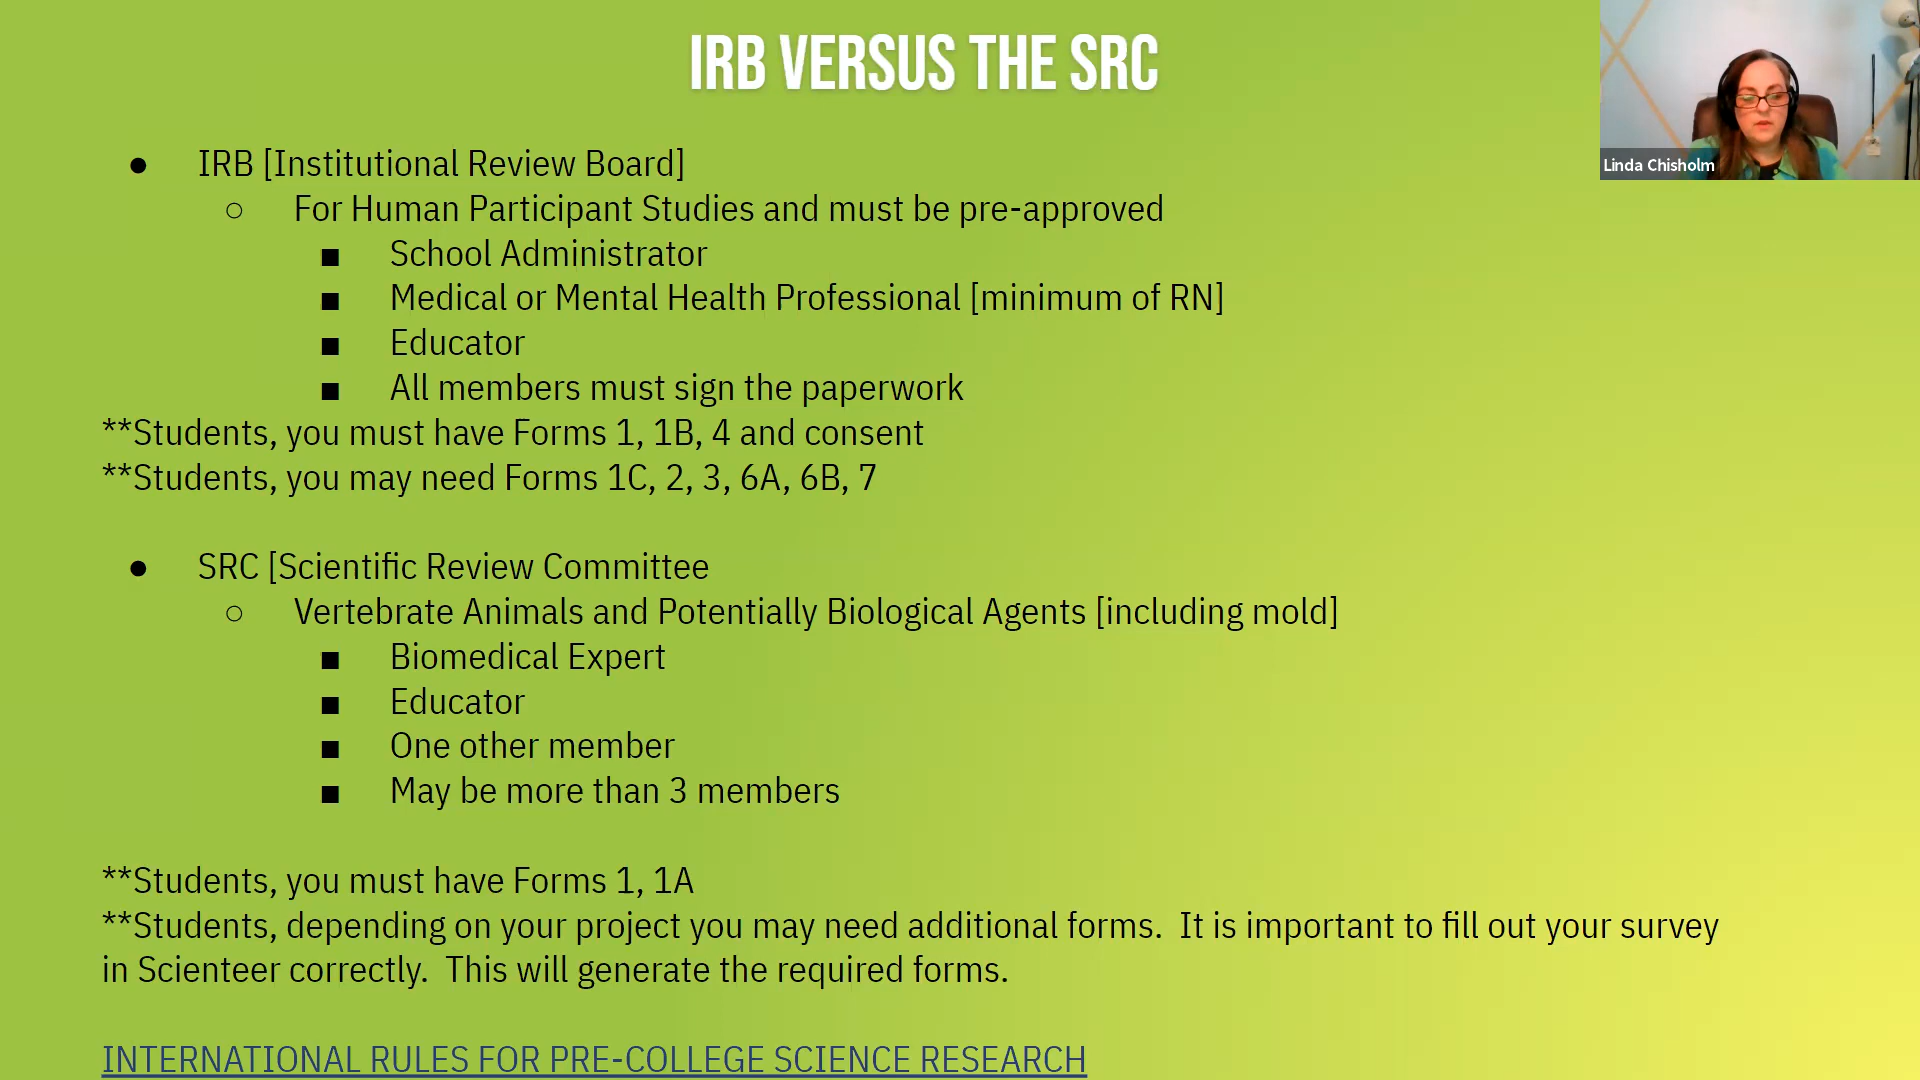 IRB VERSUS THE SRC
Linda Chisholm
● IRB [Institutional Review Board]
○ For Human Participant Studies and must be pre-approved
■ School Administrator
■ Medical or Mental Health Professional [minimum of RN]
■ Educator
■ All members must sign the paperwork
**Students, you must have Forms 1, 1B, 4 and consent
**Students, you may need Forms 1C, 2, 3, 6A, 6B, 7
● SRC [Scientific Review Committee
○ Vertebrate Animals and Potentially Biological Agents [including mold]
■ Biomedical Expert
■ Educator
■ One other member
■ May be more than 3 members
**Students, you must have Forms 1, 1A
**Students, depending on your project you may need additional forms.  It is important to fill out your survey
in Scienteer correctly.  This will generate the required forms.
INTERNATIONAL RULES FOR PRE-COLLEGE SCIENCE RESEARCH